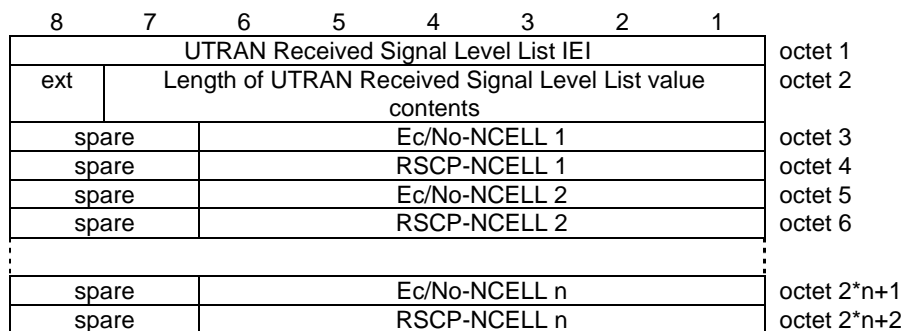 8 7 6 5 4 3 2 1
UTRAN Received Signal Level List IEI octet 1
ext Length of UTRAN Received Signal Level List value octet 2
contents
spare Ec/No-NCELL 1 octet 3
spare RSCP-NCELL 1 octet 4
spare Ec/No-NCELL 2 octet 5
spare RSCP-NCELL 2 octet 6
spare Ec/No-NCELL n octet 2*n+1
spare RSCP-NCELL n octet 2*n+2